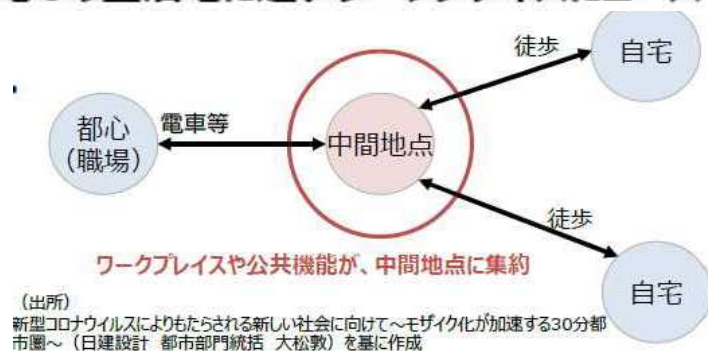 徒歩
自宅
都心
（職場）
電車等
中間地点
徒歩
ワークプレイスや公共機能が、中間地点に集約
自宅
（出所）
新型コロナウイルスによりもたらされる新しい社会に向けて～モザイク化が加速する30分都
市圏～（日建設計　都市部門統括　大松敦）を基に作成